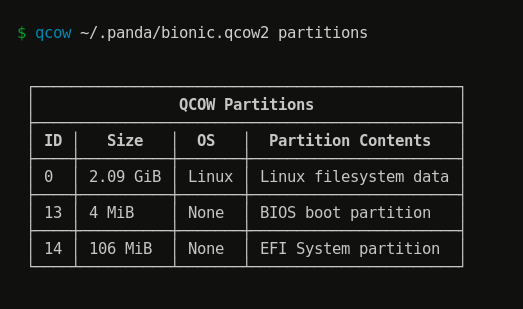 $ qcow ~/.panda/bionic.qcow2 partitions
QCOW Partitions
ID Size OS Partition Contents
0 2.09 GiB Linux Linux filesystem data
13 4 MiB None BIOS boot partition
14 106 MiB None EFI System partition